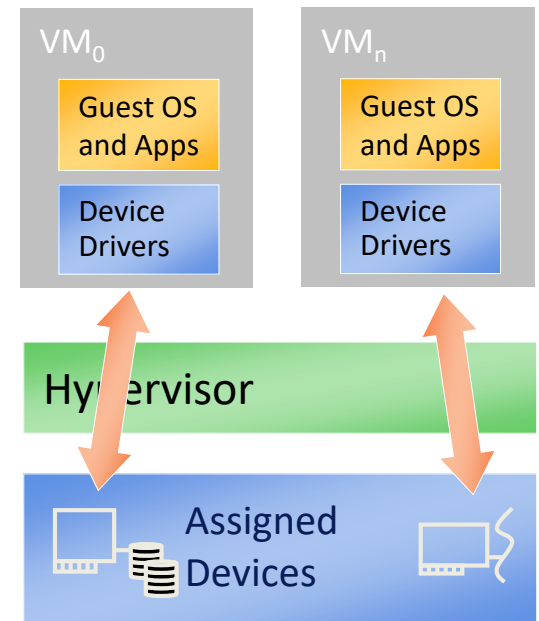 VM₀
Guest OS
and Apps
Device
Drivers
VMₙ
Guest OS
and Apps
Device
Drivers
Hypervisor
Assigned
Devices